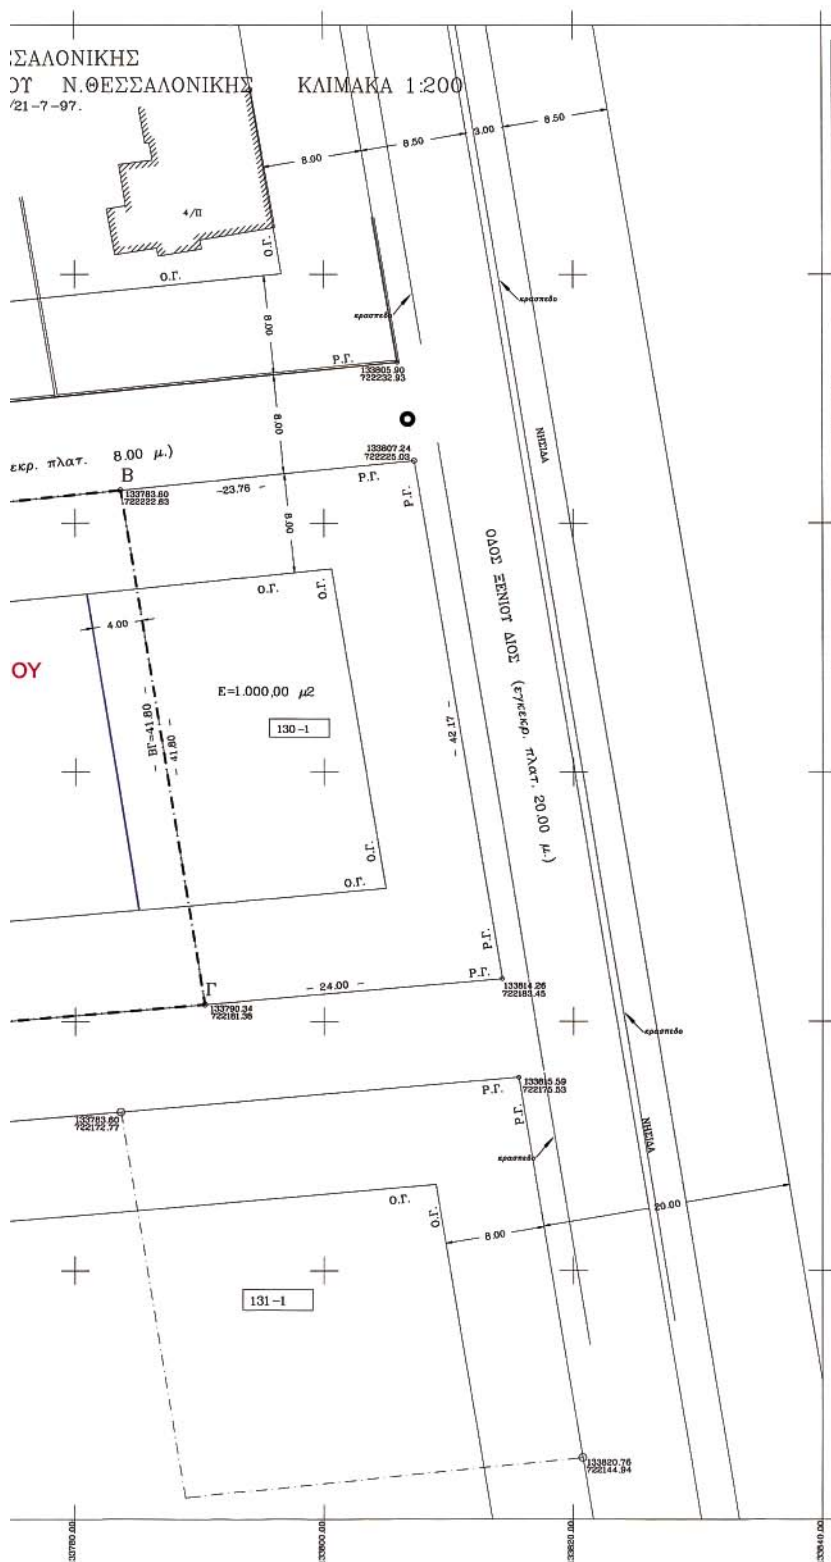 ΣΣΑΛΟΝΙΚΗΣ
ΟΥ Ν.ΘΕΣΣΑΛΟΝΙΚΗΣ ΚΛΙΜΑΚΑ 1:200
/21-7-97.
8.00
8.50
3.00
8.50
4/Π
Ο.Γ.
Ο.Γ.
κρασπεδο
κρασπεδο
8.00
Ρ.Γ.
133805.90
722232.93
8.00
ΝΗΣΙΔΑ
133807.24
722225.03
εκρ. πλατ. 8.00 μ.)
Β
133783.60
722222.83
-23.76 -
Ρ.Γ.
Ρ.Γ.
8.00
ΟΔΟΣ ΞΕΝΙΟΥ ΔΙΟΣ (εγκεκρ. πλατ. 20.00 μ.)
Ο.Γ.
Ο.Γ.
4.00
ΟΥ
Ε=1.000,00 μ2
130-1
- ΒΓ=41.80 -
- 41.80 -
- 42.17 -
Ο.Γ.
Ο.Γ.
Ρ.Γ.
Ρ.Γ.
Γ
- 24.00 -
133814.26
722183.45
133790.34
722181.38
κρασπεδο
133815.59
722175.53
Ρ.Γ.
Ρ.Γ.
133783.60
722172.77
ΝΗΣΙΔΑ
κρασπεδο
Ο.Γ.
Ο.Γ.
20.00
8.00
131-1
133820.76
722144.94
133780.00
133800.00
133820.00
133840.00